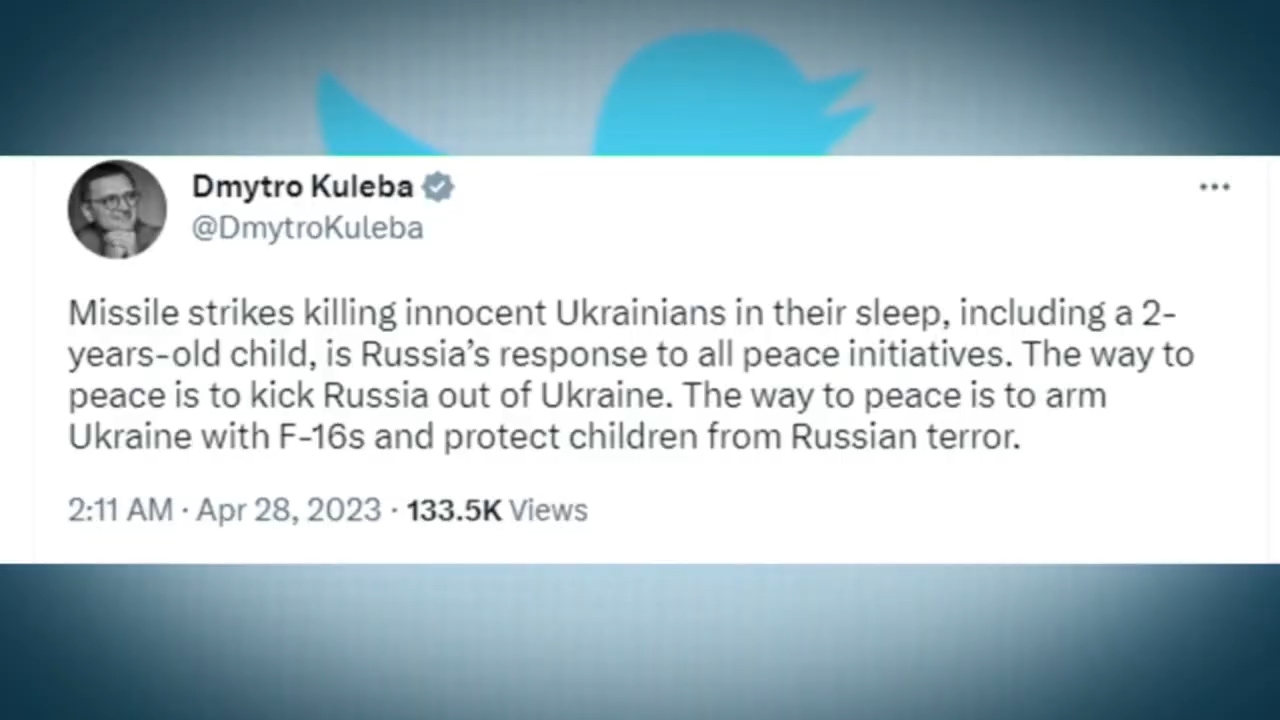 Dmytro Kuleba
@DmytroKuleba
Missile strikes killing innocent Ukrainians in their sleep, including a 2-
years-old child, is Russia’s response to all peace initiatives. The way to
peace is to kick Russia out of Ukraine. The way to peace is to arm
Ukraine with F-16s and protect children from Russian terror.
2:11 AM · Apr 28, 2023 · 133.5K Views